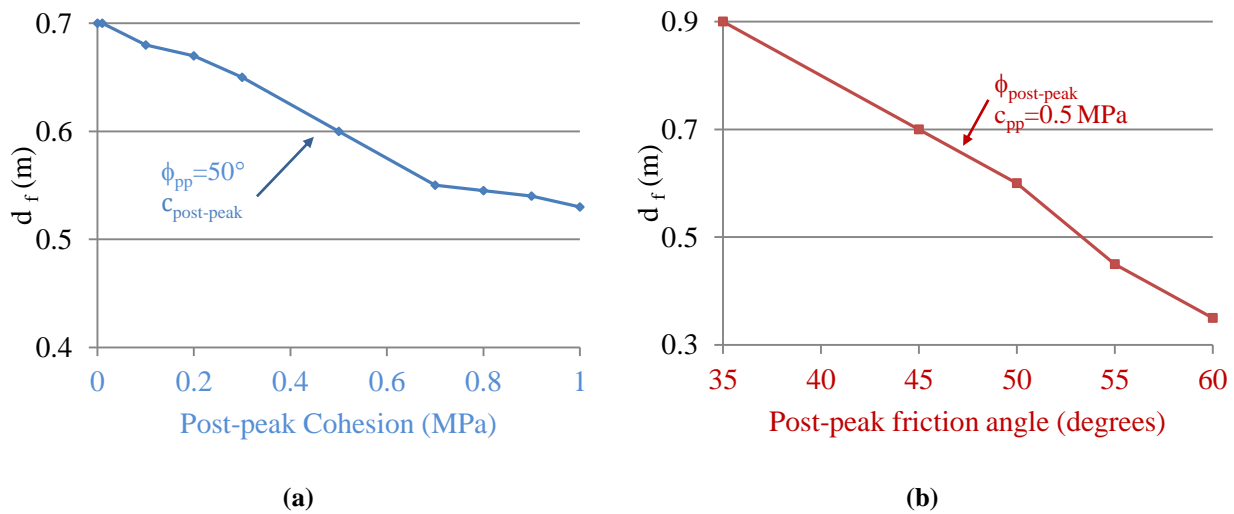 0.7
0.6
0.5
0.4
d f (m)
ϕpp=50°
cpost-peak
0 0.2 0.4 0.6 0.8 1
Post-peak Cohesion (MPa)
(a)
0.9
0.7
0.5
0.3
d f (m)
ϕpost-peak
cpp=0.5 MPa
35 40 45 50 55 60
Post-peak friction angle (degrees)
(b)